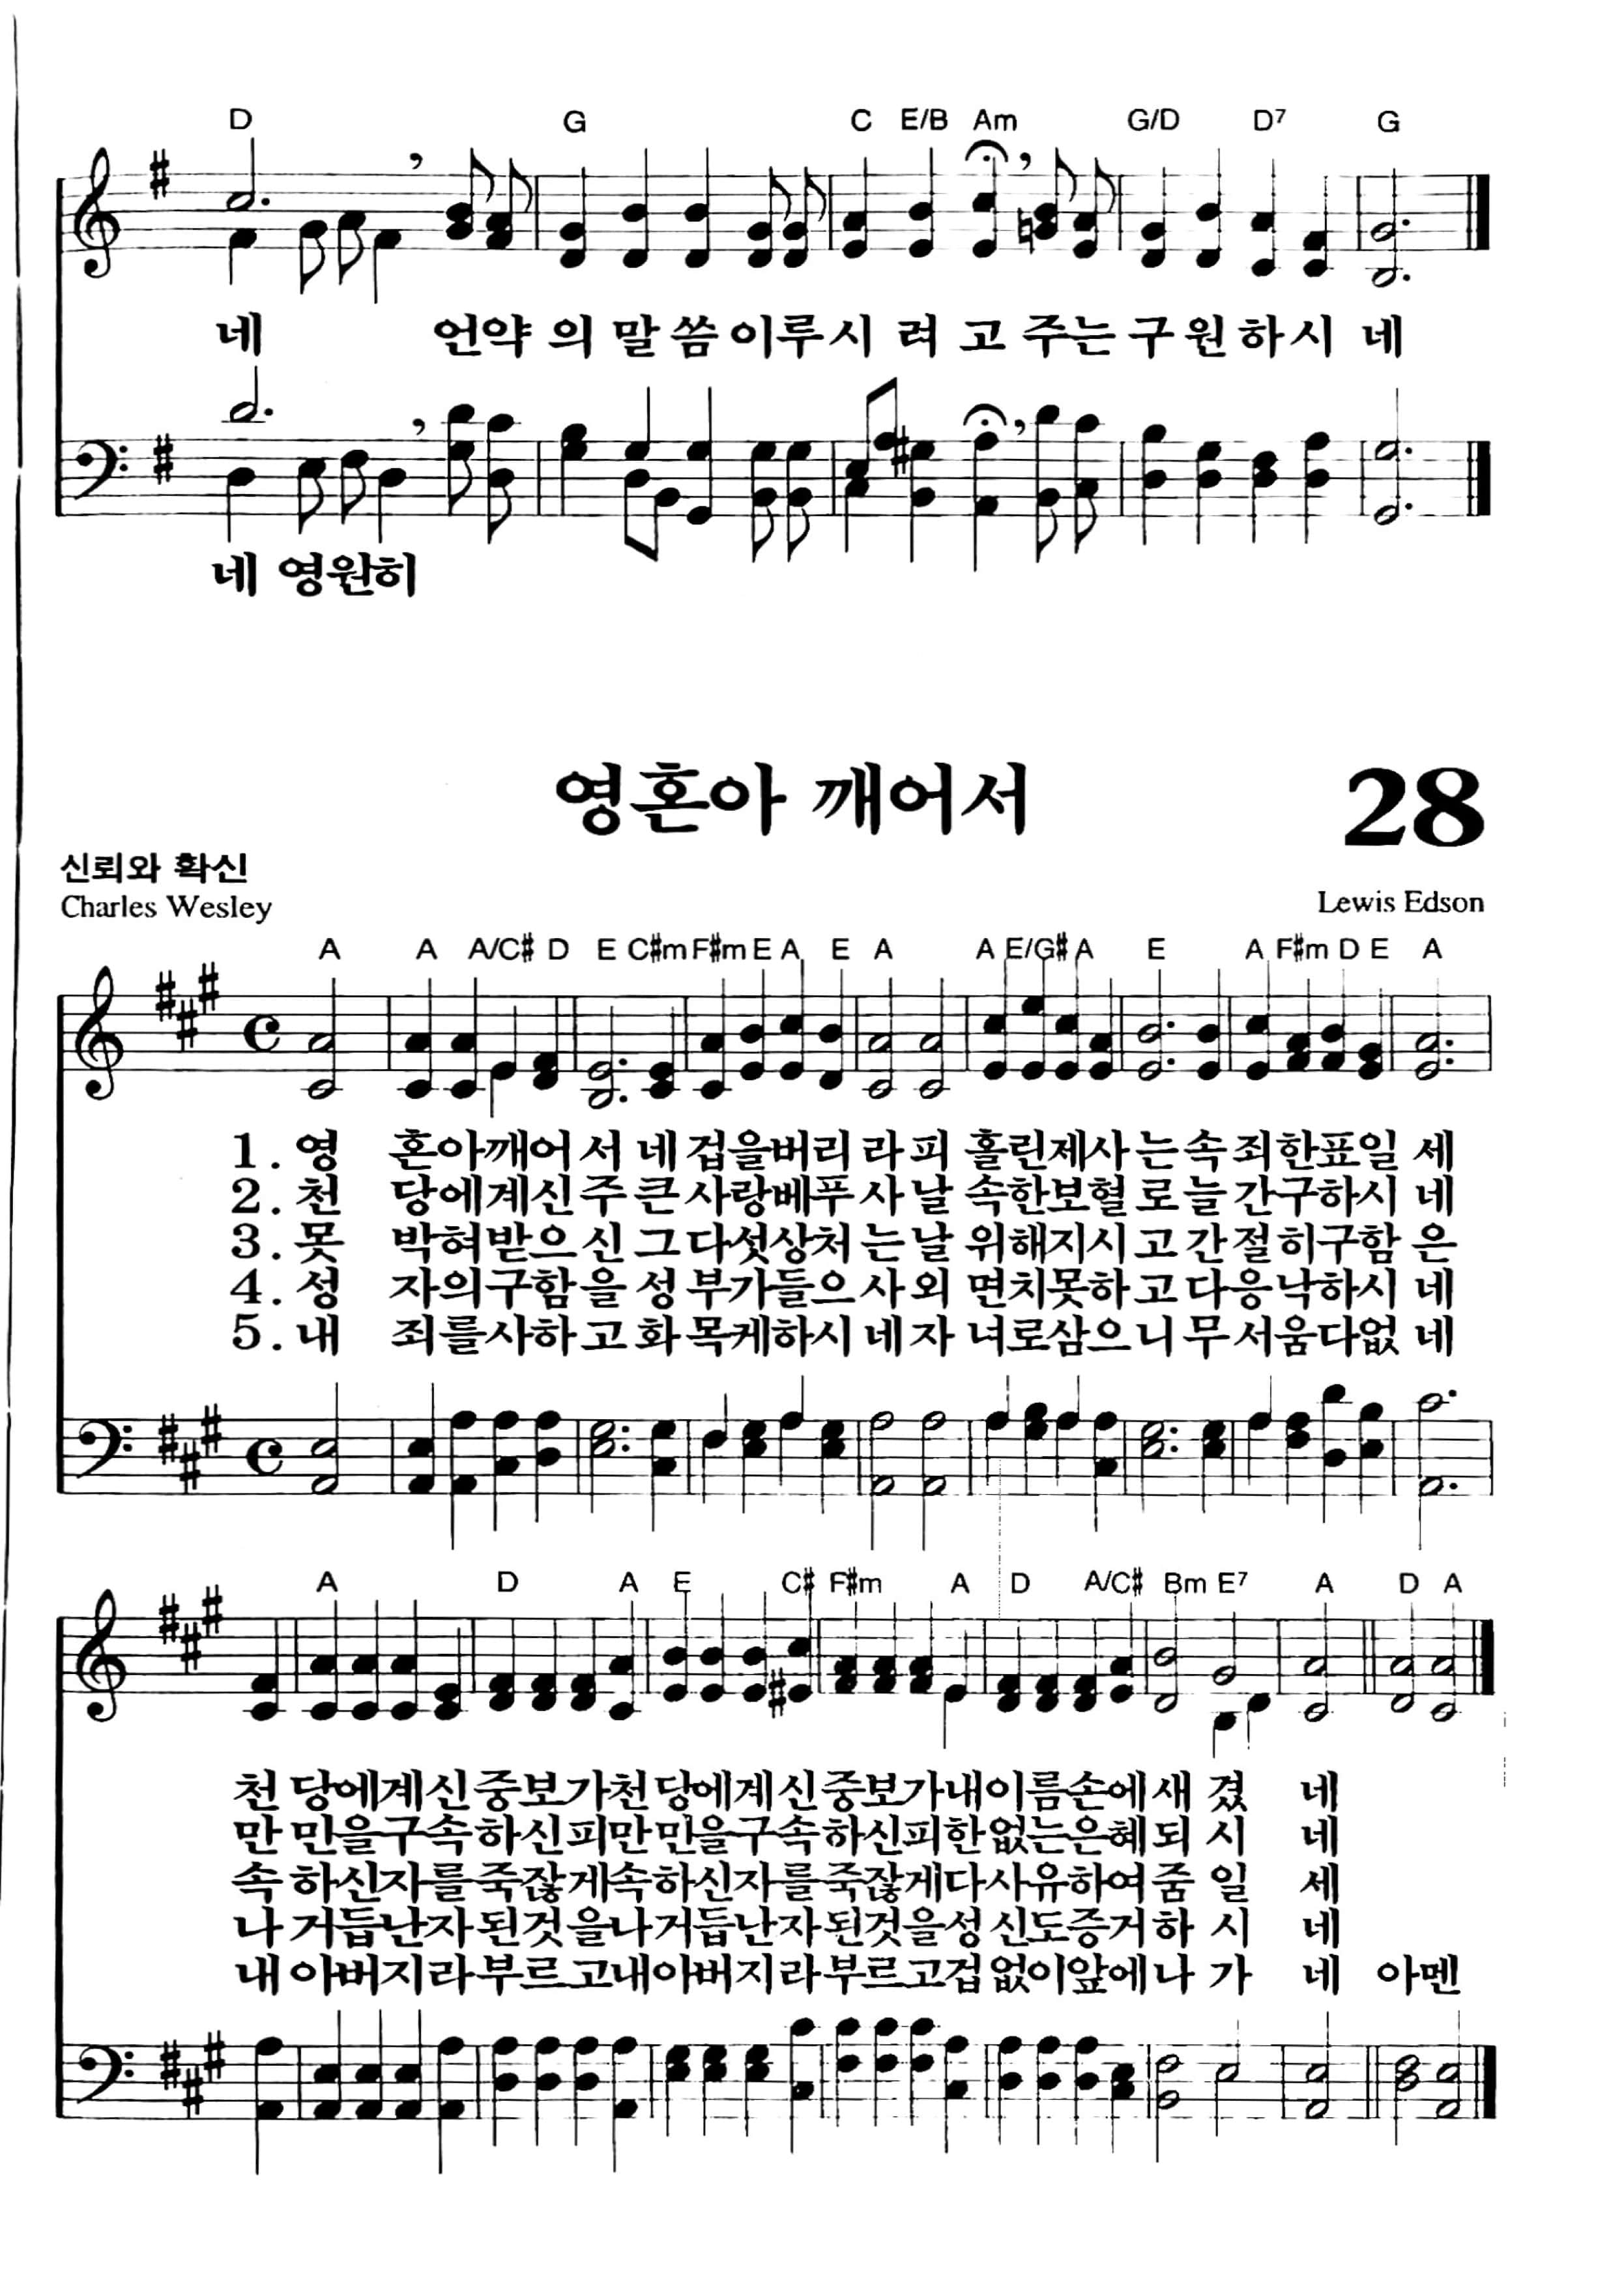 D G C E/B Am G/D D7 G
네 언약 의 말 씀 이루시 려 고 주는 구 원 하시 네
네 영원히
영혼아 깨어서 28
신뢰와 확신
Charles Wesley Lewis Edson
A A A/C# D E C#m F#m E A E A A E/G# A E A F#m D E A
1. 영 혼아깨어 서 네 겁을버리 라 피 흘린제사 는 속 죄한표일 세
2. 천 당에계신 주 큰 사랑베푸 사 날 속한보혈 로 늘 간구하시 네
3. 못 박혀받으 신 그 다섯상처 는 날 위해지시 고 간 절히구함 은
4. 성 자의구함 을 성 부가들으 사 외 면치못하 고 다 응낙하시 네
5. 내 죄를사하 고 화 목케하시 네 자 녀로삼으 니 무 서움다없 네
A D A E C# F#m A D A/C# Bm E7 A D A
천 당에계신 중보가천 당에계신 중보가내 이름손에 새 겼 네
만 만을구속 하신피만 만을구속 하신피한 없는은혜 되 시 네
속 하신자를 죽잖게속 하신자를 죽잖게다 사유하여 줌 일 세
나 거듭난자 된것을나 거듭난자 된것을성 신도증거 하 시 네
내 아버지라 부르고내 아버지라 부르고겁 없이앞에 나 가 네 아멘